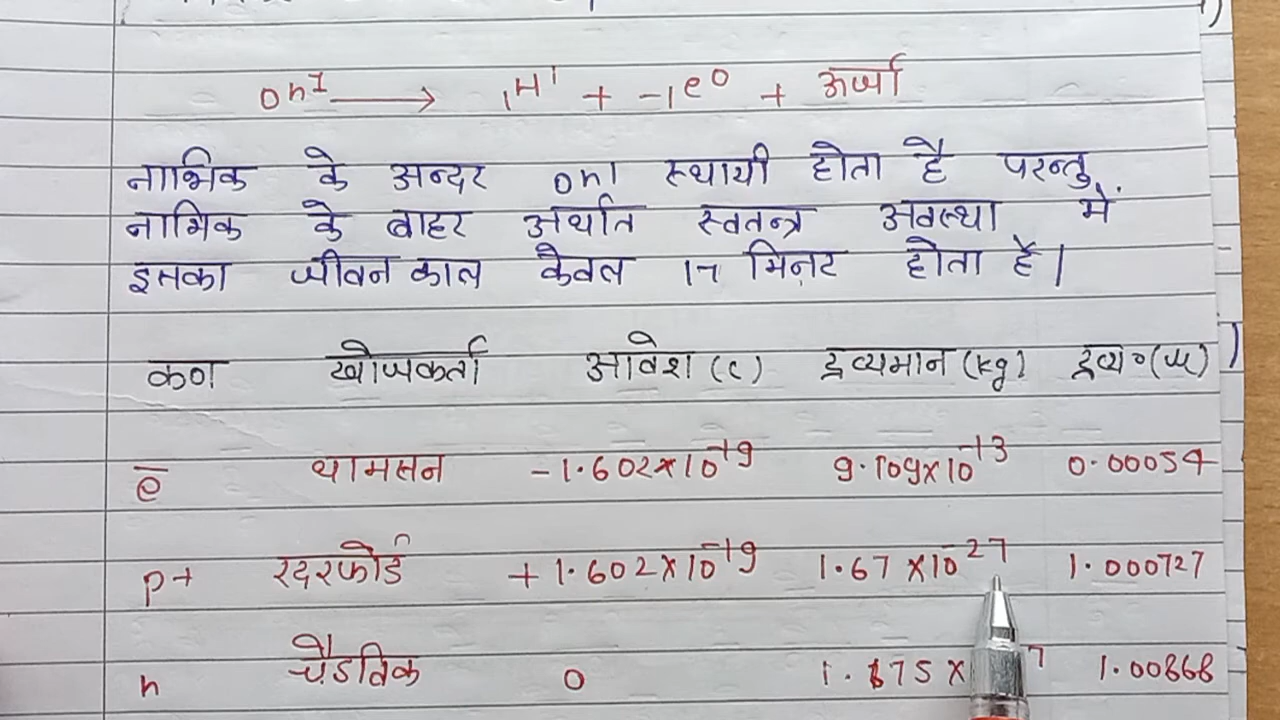 0n1 ⟶ 1H1 + -1e0 + ऊर्जा
नाभिक के अन्दर 0n1 स्थायी होता है परन्तु
नाभिक के बाहर अर्थात स्वतन्त्र अवस्था में
इसका जीवन काल केवल 17 मिनट होता है।
कण खोजकर्ता आवेश (c) द्रव्यमान (kg) द्रव्य॰ (u)
e̅ थामसन -1.602×10-19 9.109×10-13 0.00054
p+ रदरफोर्ड +1.602×10-19 1.67×10-27 1.000727
n चैडविक 0 1.675× 7 1.00868